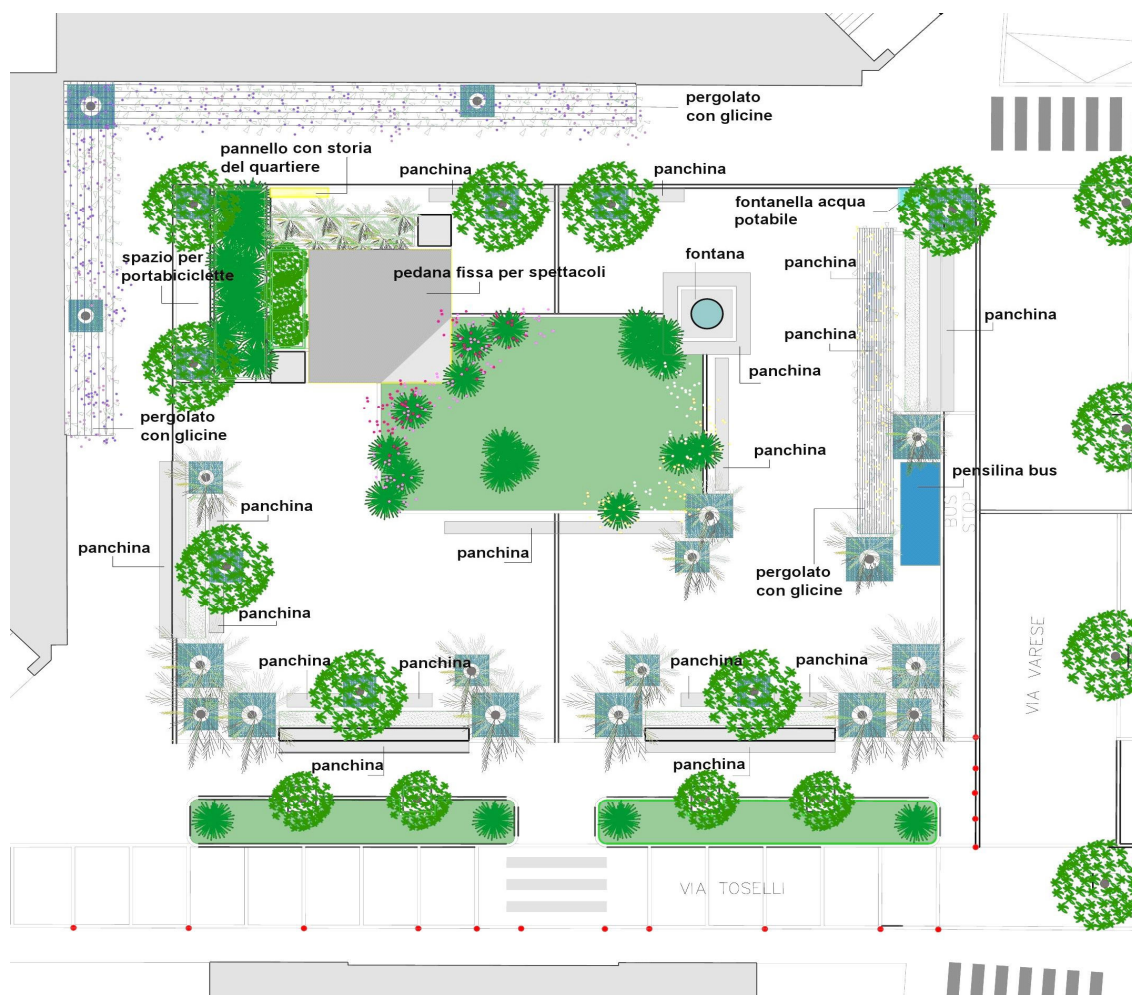 pergolato
con glicine
pannello con storia
del quartiere
panchina
panchina
fontanella acqua
potabile
spazio per
portabiciclette
pedana fissa per spettacoli
fontana
panchina
panchina
panchina
panchina
pergolato
con glicine
panchina
pensilina bus
BUS
STOP
panchina
panchina
panchina
pergolato
con glicine
panchina
VIA VARESE
panchina
panchina
panchina
panchina
panchina
panchina
VIA TOSELLI